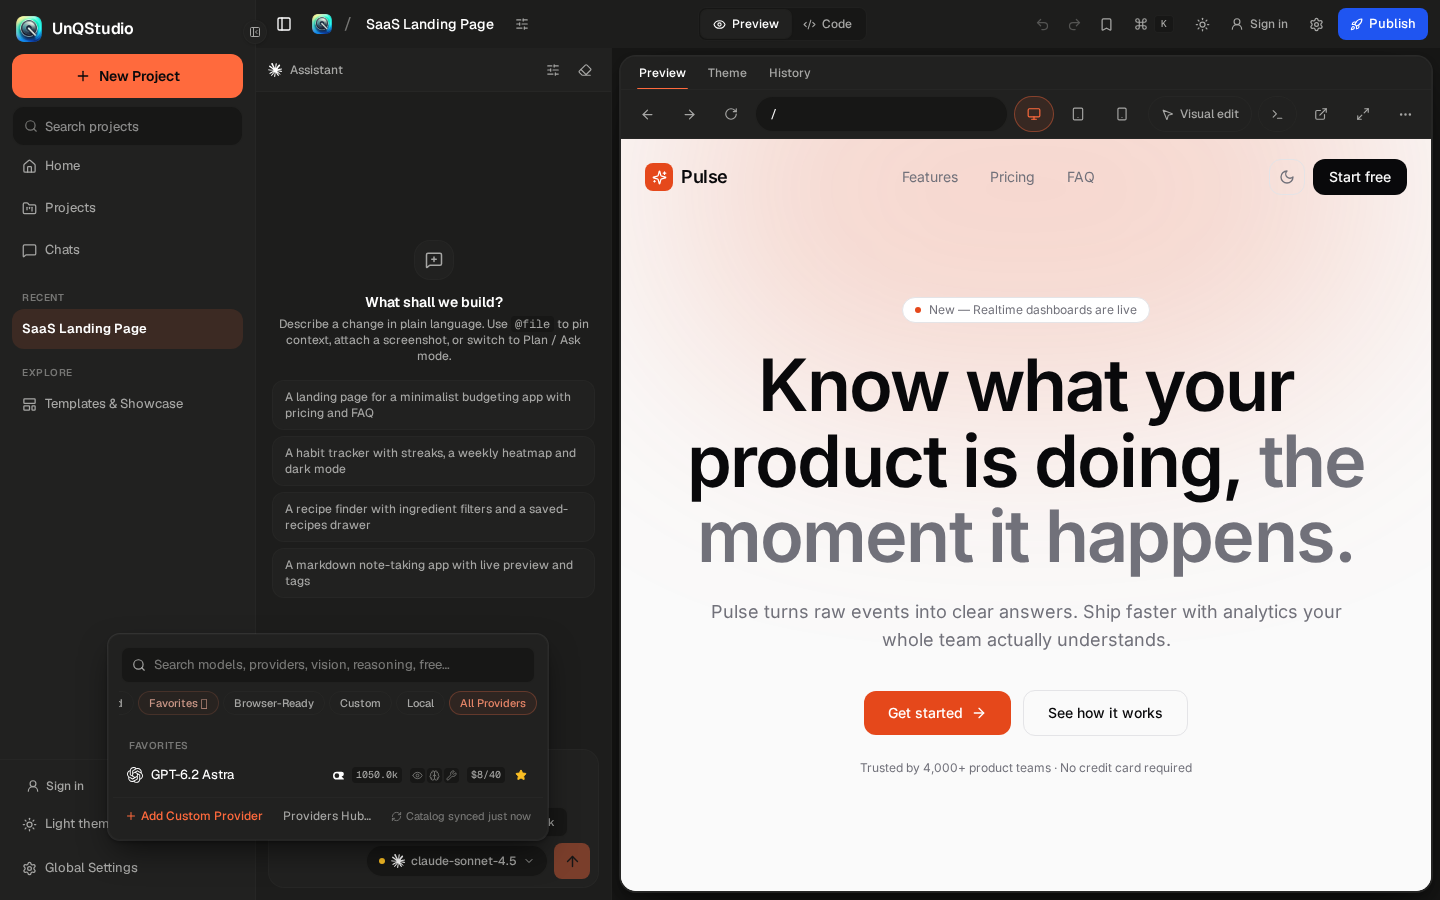 UnQStudio
New Project
Search projects
Home
Projects
Chats
RECENT
SaaS Landing Page
EXPLORE
Templates & Showcase
Sign in
Light them
Global Settings
/
SaaS Landing Page
Preview
Code
⌘ K
Sign in
Publish
Assistant
What shall we build?
Describe a change in plain language. Use @file to pin
context, attach a screenshot, or switch to Plan / Ask
mode.
A landing page for a minimalist budgeting app with
pricing and FAQ
A habit tracker with streaks, a weekly heatmap and
dark mode
A recipe finder with ingredient filters and a saved-
recipes drawer
A markdown note-taking app with live preview and
tags
Search models, providers, vision, reasoning, free...
Favorites
Browser-Ready
Custom
Local
All Providers
FAVORITES
GPT-6.2 Astra
1050.0k
$8/40
Add Custom Provider
Providers Hub...
Catalog synced just now
k
claude-sonnet-4.5
Preview
Theme
History
/
Visual edit
Pulse
Features
Pricing
FAQ
Start free
New — Realtime dashboards are live
Know what your
product is doing, the
moment it happens.
Pulse turns raw events into clear answers. Ship faster with analytics your
whole team actually understands.
Get started
See how it works
Trusted by 4,000+ product teams · No credit card required